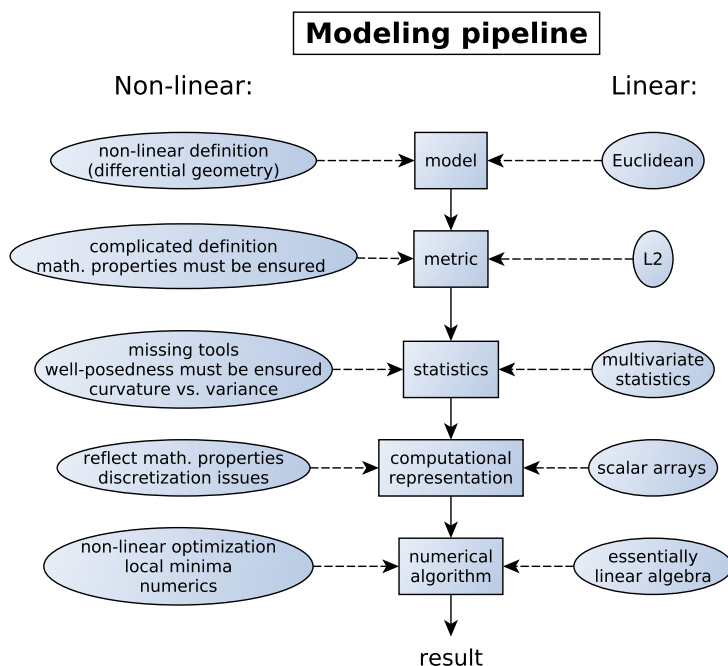 Modeling pipeline
Non-linear:
Linear:
non-linear definition
(differential geometry)
model
Euclidean
complicated definition
math. properties must be ensured
metric
L2
missing tools
well-posedness must be ensured
curvature vs. variance
statistics
multivariate
statistics
reflect math. properties
discretization issues
computational
representation
scalar arrays
non-linear optimization
local minima
numerics
numerical
algorithm
essentially
linear algebra
result